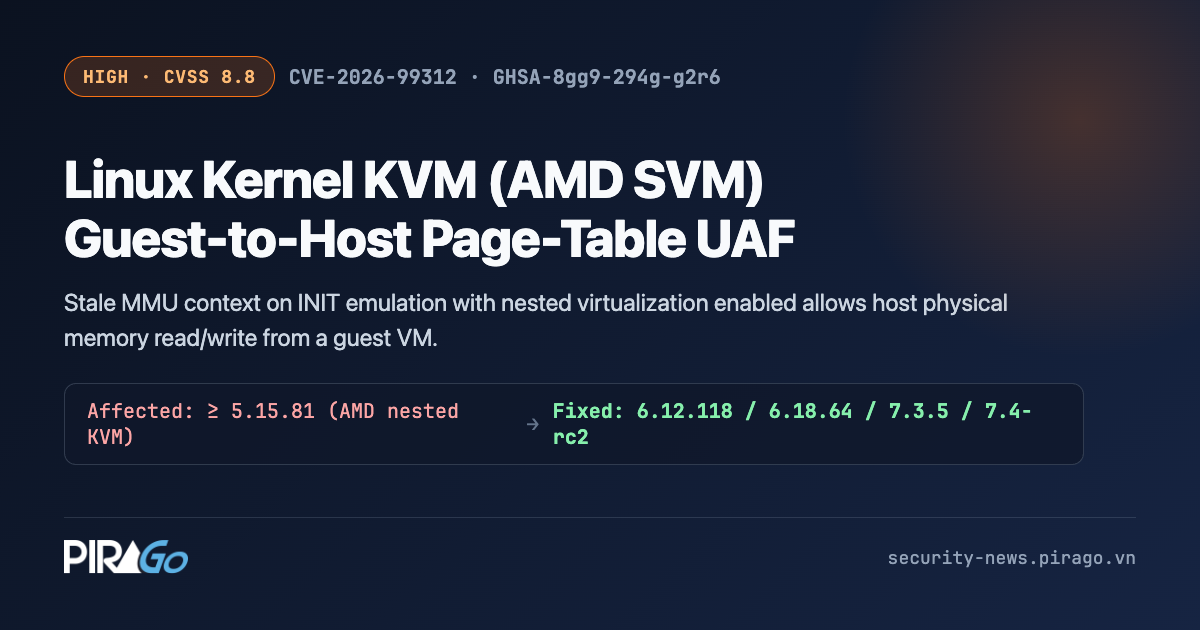 HIGH · CVSS 8.8 CVE-2026-99312 · GHSA-8gg9-294g-g2r6
Linux Kernel KVM (AMD SVM)
Guest-to-Host Page-Table UAF
Stale MMU context on INIT emulation with nested virtualization enabled allows host physical
memory read/write from a guest VM.
Affected: ≥ 5.15.81 (AMD nested
KVM)
→
Fixed: 6.12.118 / 6.18.64 / 7.3.5 / 7.4-
rc2
PIRAGO
security-news.pirago.vn